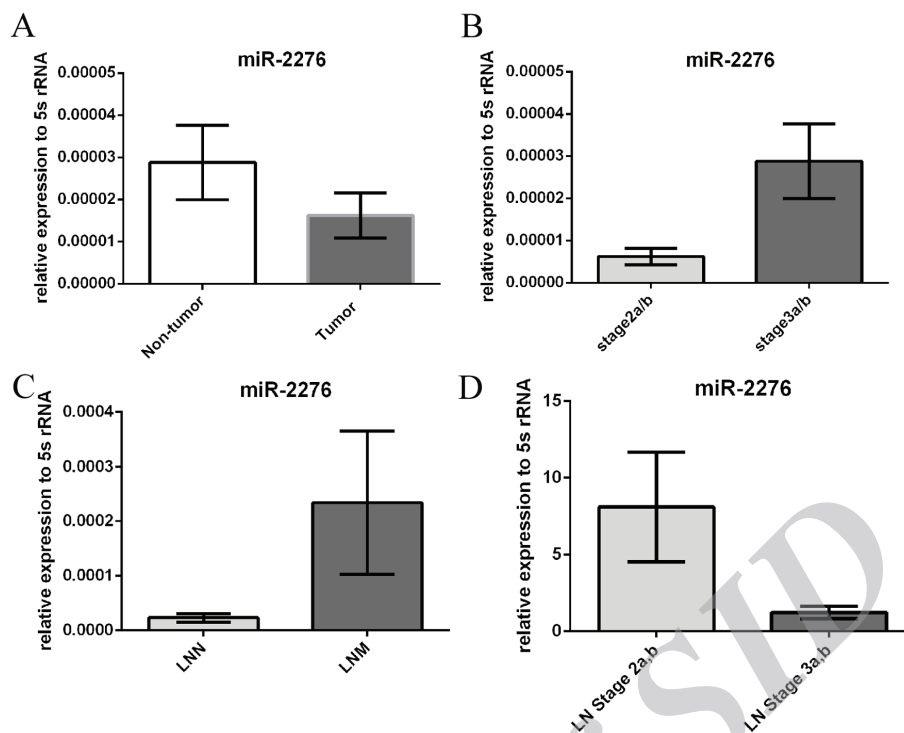 A
miR-2276
relative expression to 5s rRNA
0.00005
0.00004
0.00003
0.00002
0.00001
0.00000
Non-tumor
Tumor
B
miR-2276
relative expression to 5s rRNA
0.00005
0.00004
0.00003
0.00002
0.00001
0.00000
stage2a/b
stage3a/b
C
miR-2276
relative expression to 5s rRNA
0.0004
0.0003
0.0002
0.0001
0.0000
LNN
LNM
D
miR-2276
relative expression to 5s rRNA
15
10
5
0
LN Stage 2a,b
LN Stage 3a,b
SID